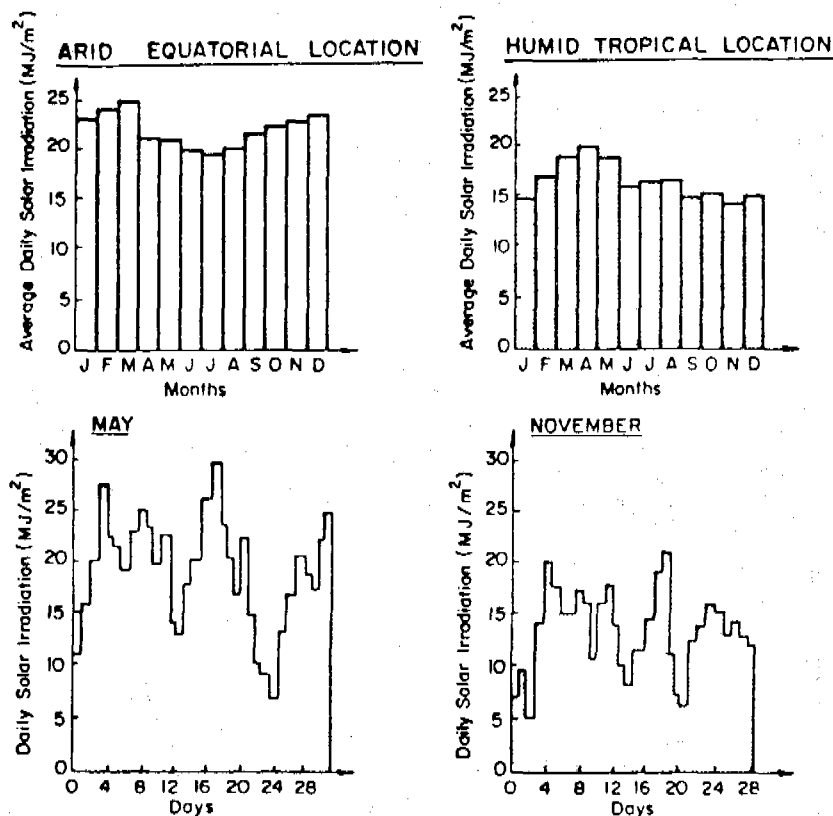 ARID EQUATORIAL LOCATION
Average Daily Solar Irradiation (MJ/m²)
25
20
15
10
5
0
J F M A M J J A S O N D
Months
HUMID TROPICAL LOCATION
Average Daily Solar Irradiation (MJ/m²)
25
20
15
10
5
0
J F M A M J J A S O N D
Months
MAY
Daily Solar Irradiation (MJ/m²)
30
25
20
15
10
5
0
0 4 8 12 16 20 24 28
Days
NOVEMBER
Daily Solar Irradiation (MJ/m²)
30
25
20
15
10
5
0
0 4 8 12 16 20 24 28
Days